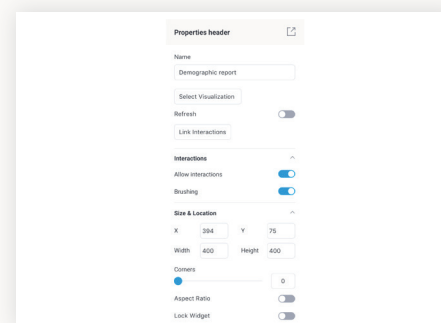 Properties header
Name
Demographic report
Select Visualization
Refresh
Link Interactions
Interactions
Allow interactions
Brushing
Size & Location
X 394 Y 75
Width 400 Height 400
Corners
0
Aspect Ratio
Lock Widget